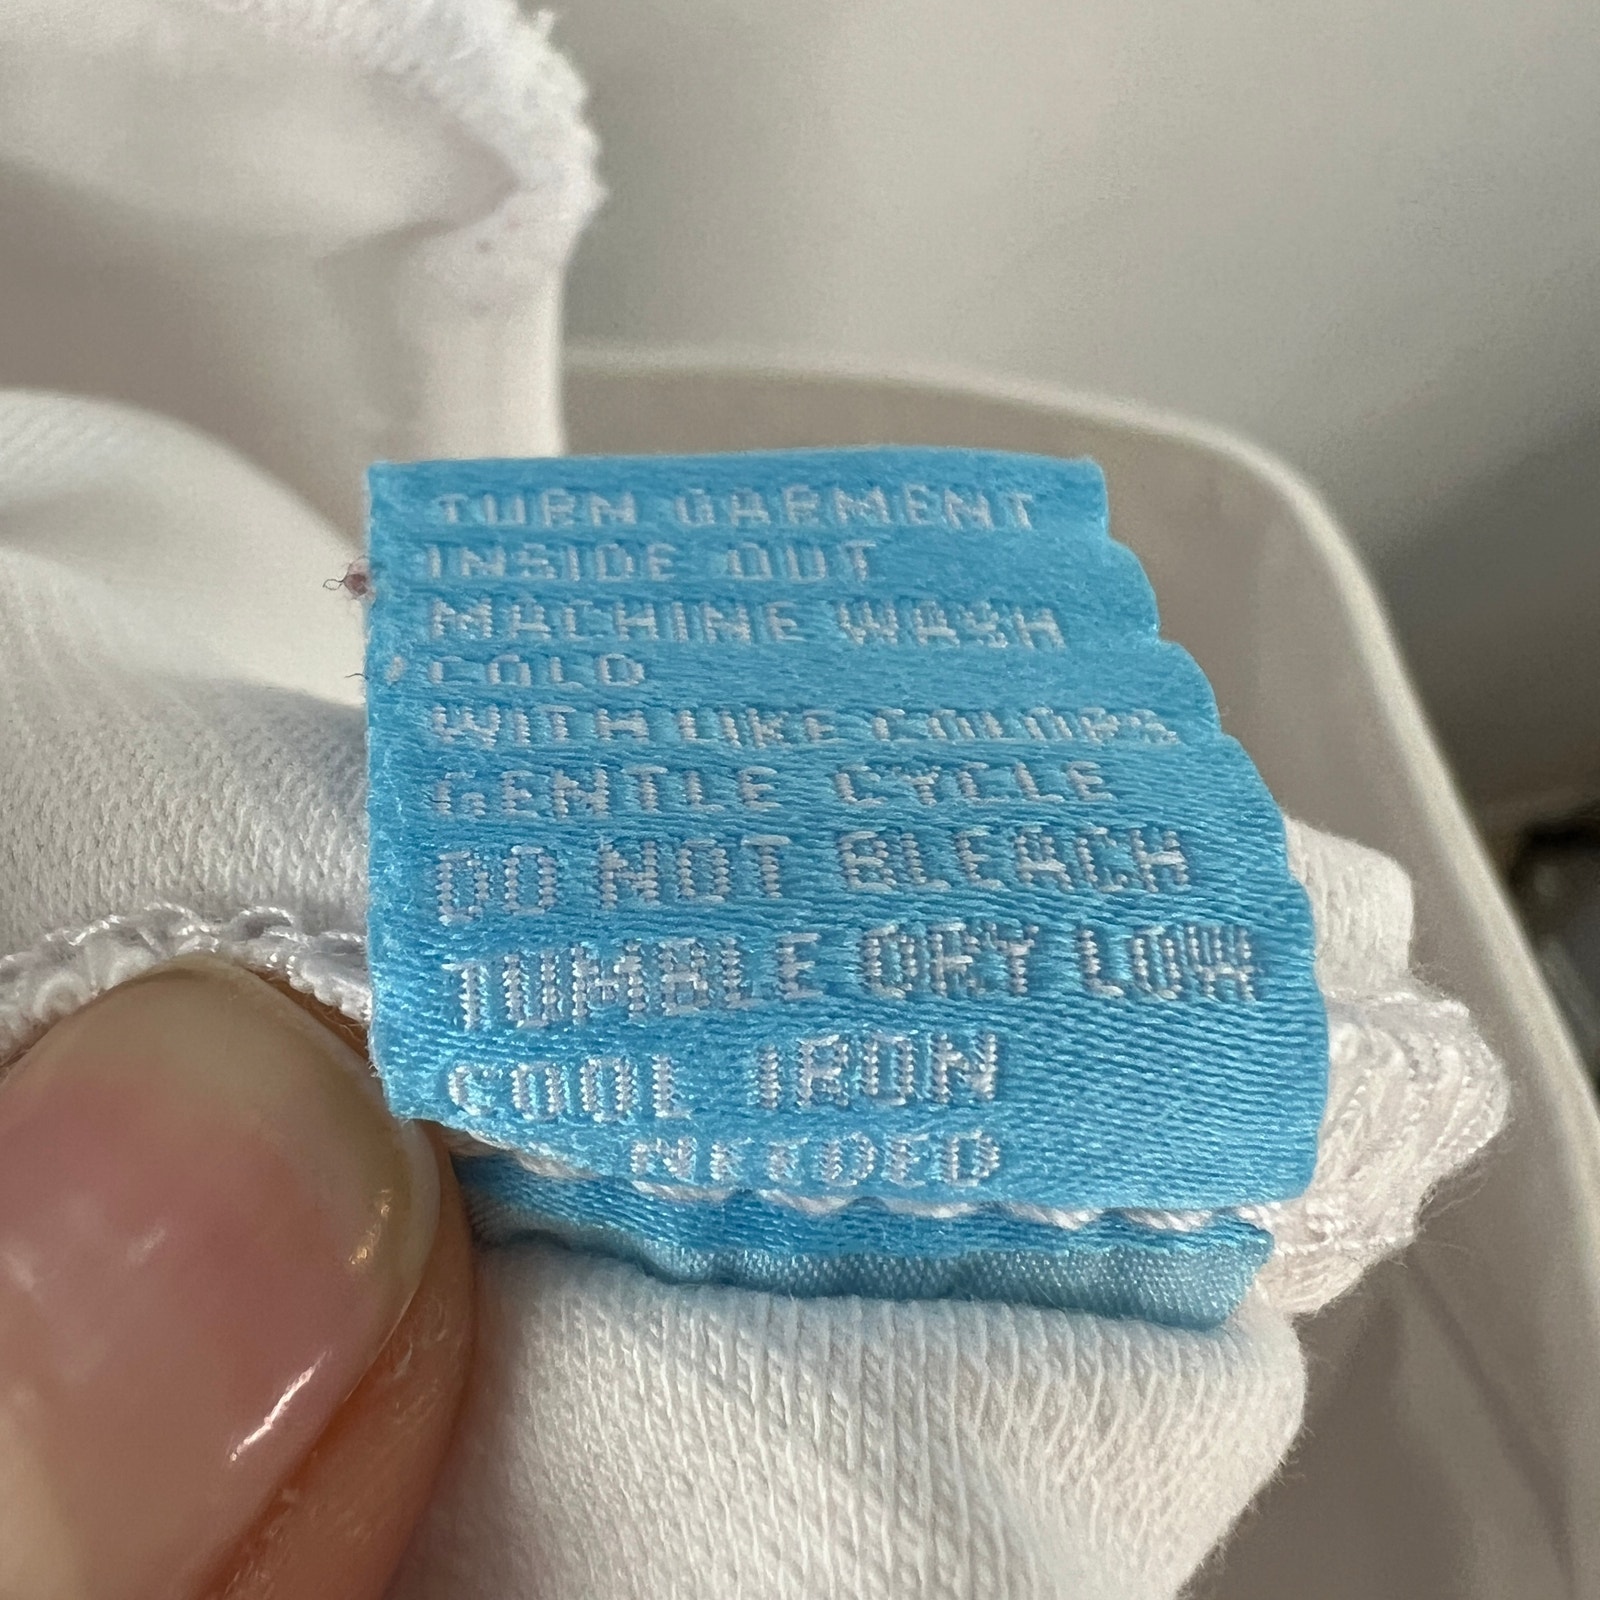 TURN GARMENT
INSIDE OUT
MACHINE WASH
COLD
WITH LIKE COLORS
GENTLE CYCLE
DO NOT BLEACH
TUMBLE DRY LOW
COOL IRON
NEEDED